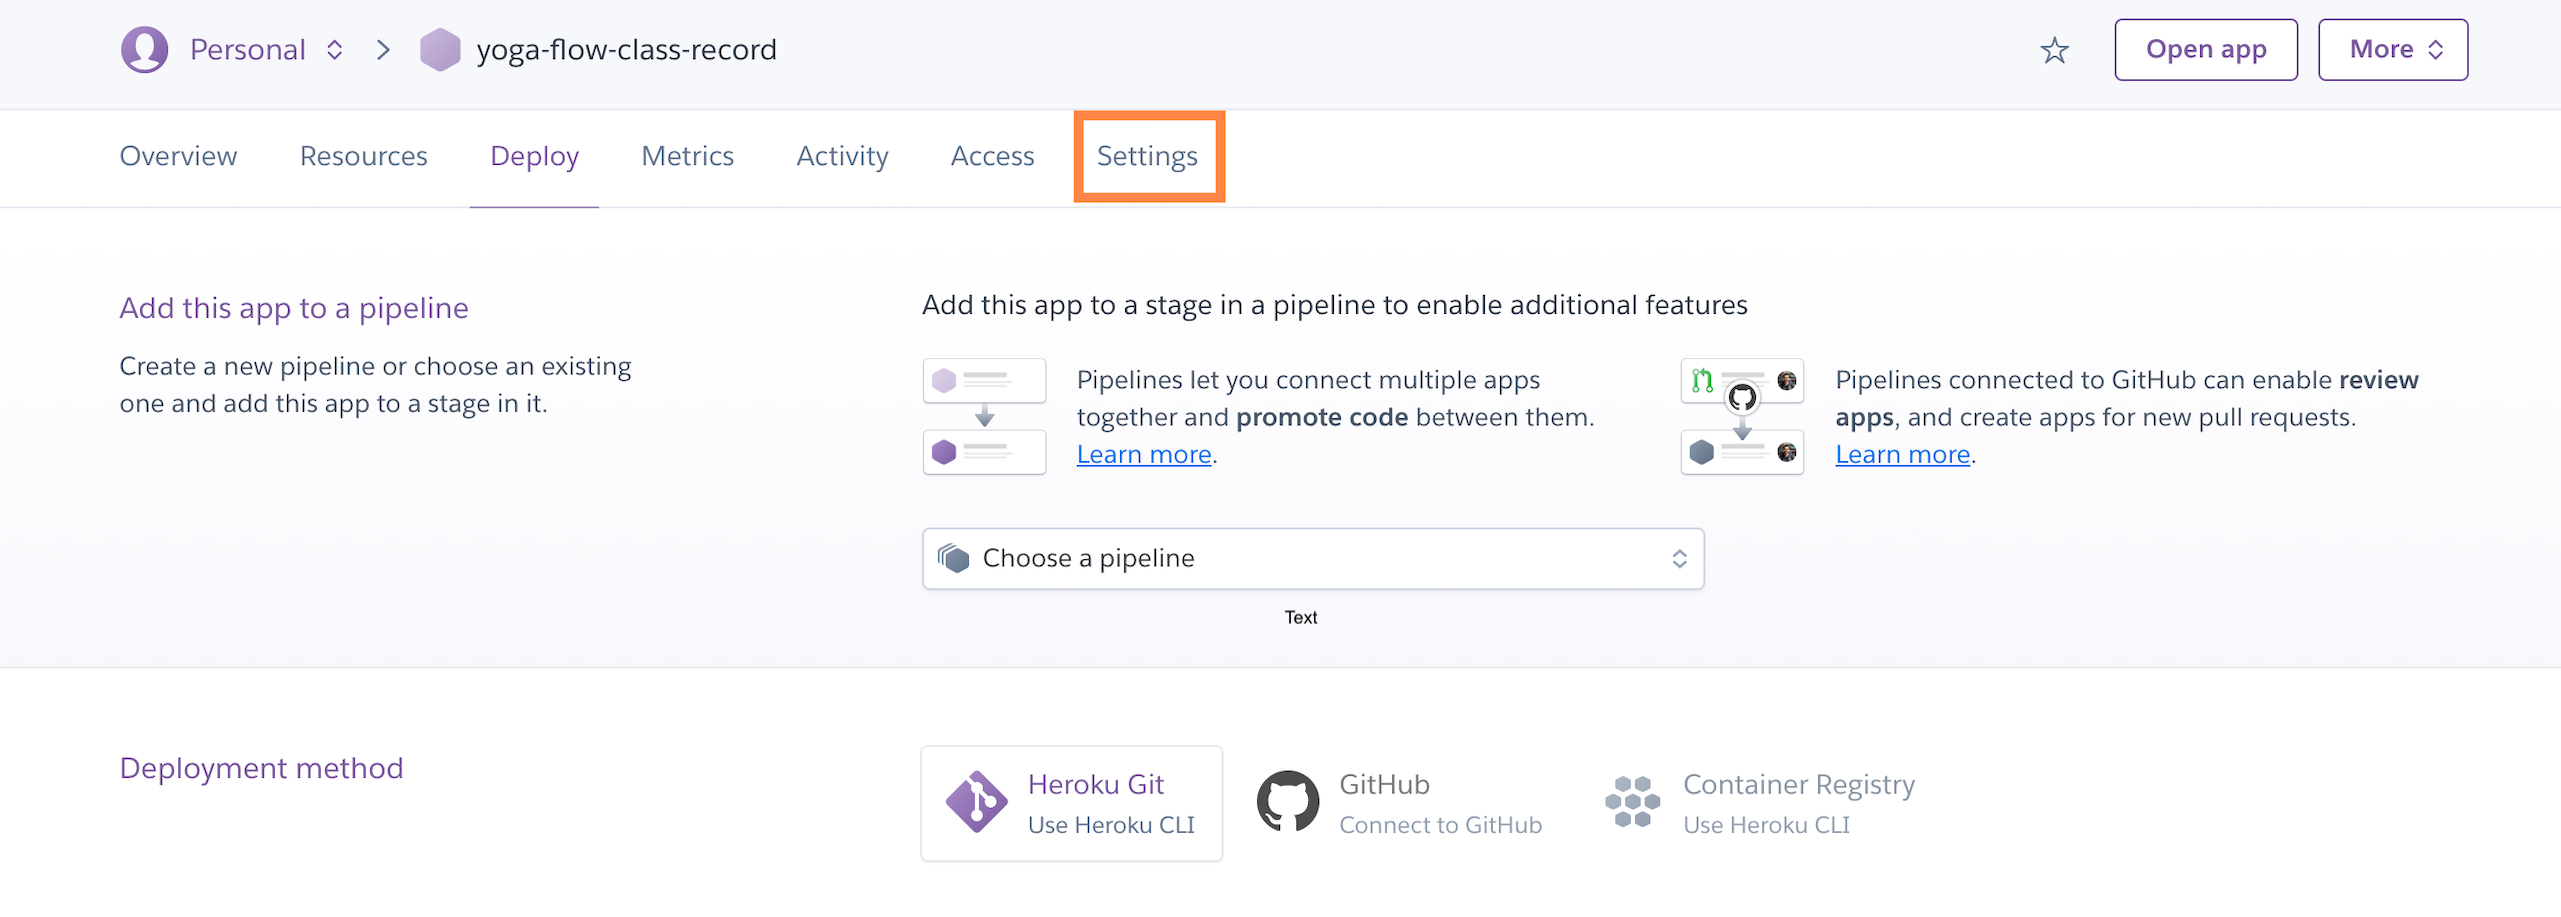 Personal
yoga-flow-class-record
Open app
More
Overview
Resources
Deploy
Metrics
Activity
Access
Settings
Add this app to a pipeline
Create a new pipeline or choose an existing
one and add this app to a stage in it.
Add this app to a stage in a pipeline to enable additional features
Pipelines let you connect multiple apps
together and promote code between them.
Learn more.
Pipelines connected to GitHub can enable review
apps, and create apps for new pull requests.
Learn more.
Choose a pipeline
Text
Deployment method
Heroku Git
Use Heroku CLI
GitHub
Connect to GitHub
Container Registry
Use Heroku CLI